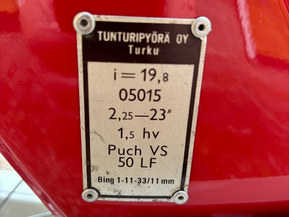 TUNTURIPYÖRÄ OY
Turku
i=19,8
05015
2,25—23"
1,5 hv
Puch VS
50 LF
Bing 1-11-33/11 mm